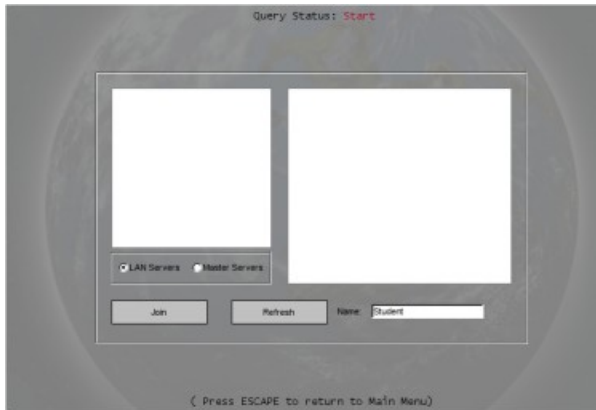 Query Status: Start
LAN Servers Master Servers
Join Refresh Name: Student
( Press ESCAPE to return to Main Menu)